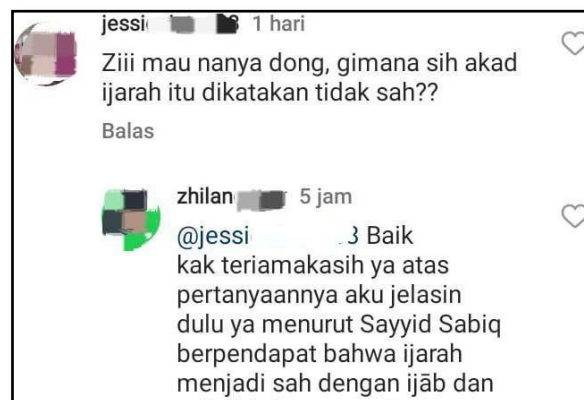 1 hari
Ziii mau nanya dong, gimana sih akad
ijarah itu dikatakan tidak sah??
Balas
5 jam
Baik
kak teriamakasih ya atas
pertanyaannya aku jelasin
dulu ya menurut Sayyid Sabiq
berpendapat bahwa ijarah
menjadi sah dengan ijāb dan